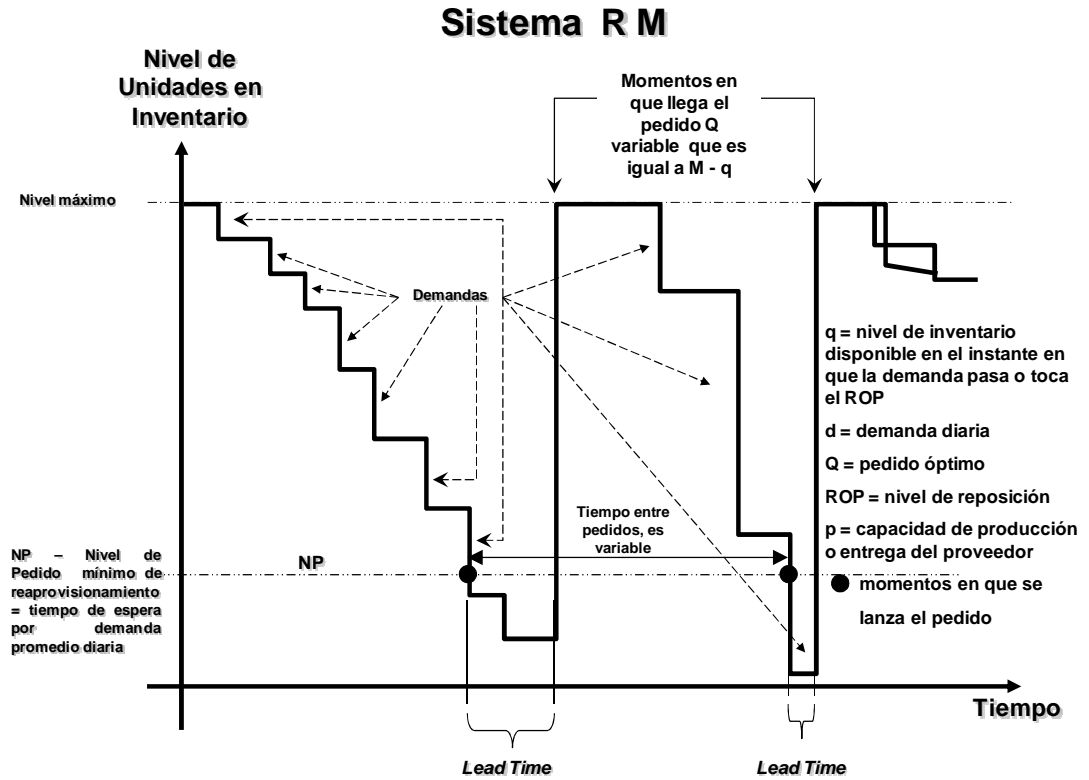 Sistema R M
Nivel de
Unidades en
Inventario
Momentos en
que llega el
pedido Q
variable que es
igual a M - q
Nivel máximo
Demandas
q = nivel de inventario
disponible en el instante en
que la demanda pasa o toca
el ROP
d = demanda diaria
Q = pedido óptimo
ROP = nivel de reposición
p = capacidad de producción
o entrega del proveedor
momentos en que se
lanza el pedido
Tiempo entre
pedidos, es
variable
NP
NP – Nivel de
Pedido mínimo de
reaprovisionamiento
= tiempo de espera
por demanda
promedio diaria
Tiempo
Lead Time
Lead Time